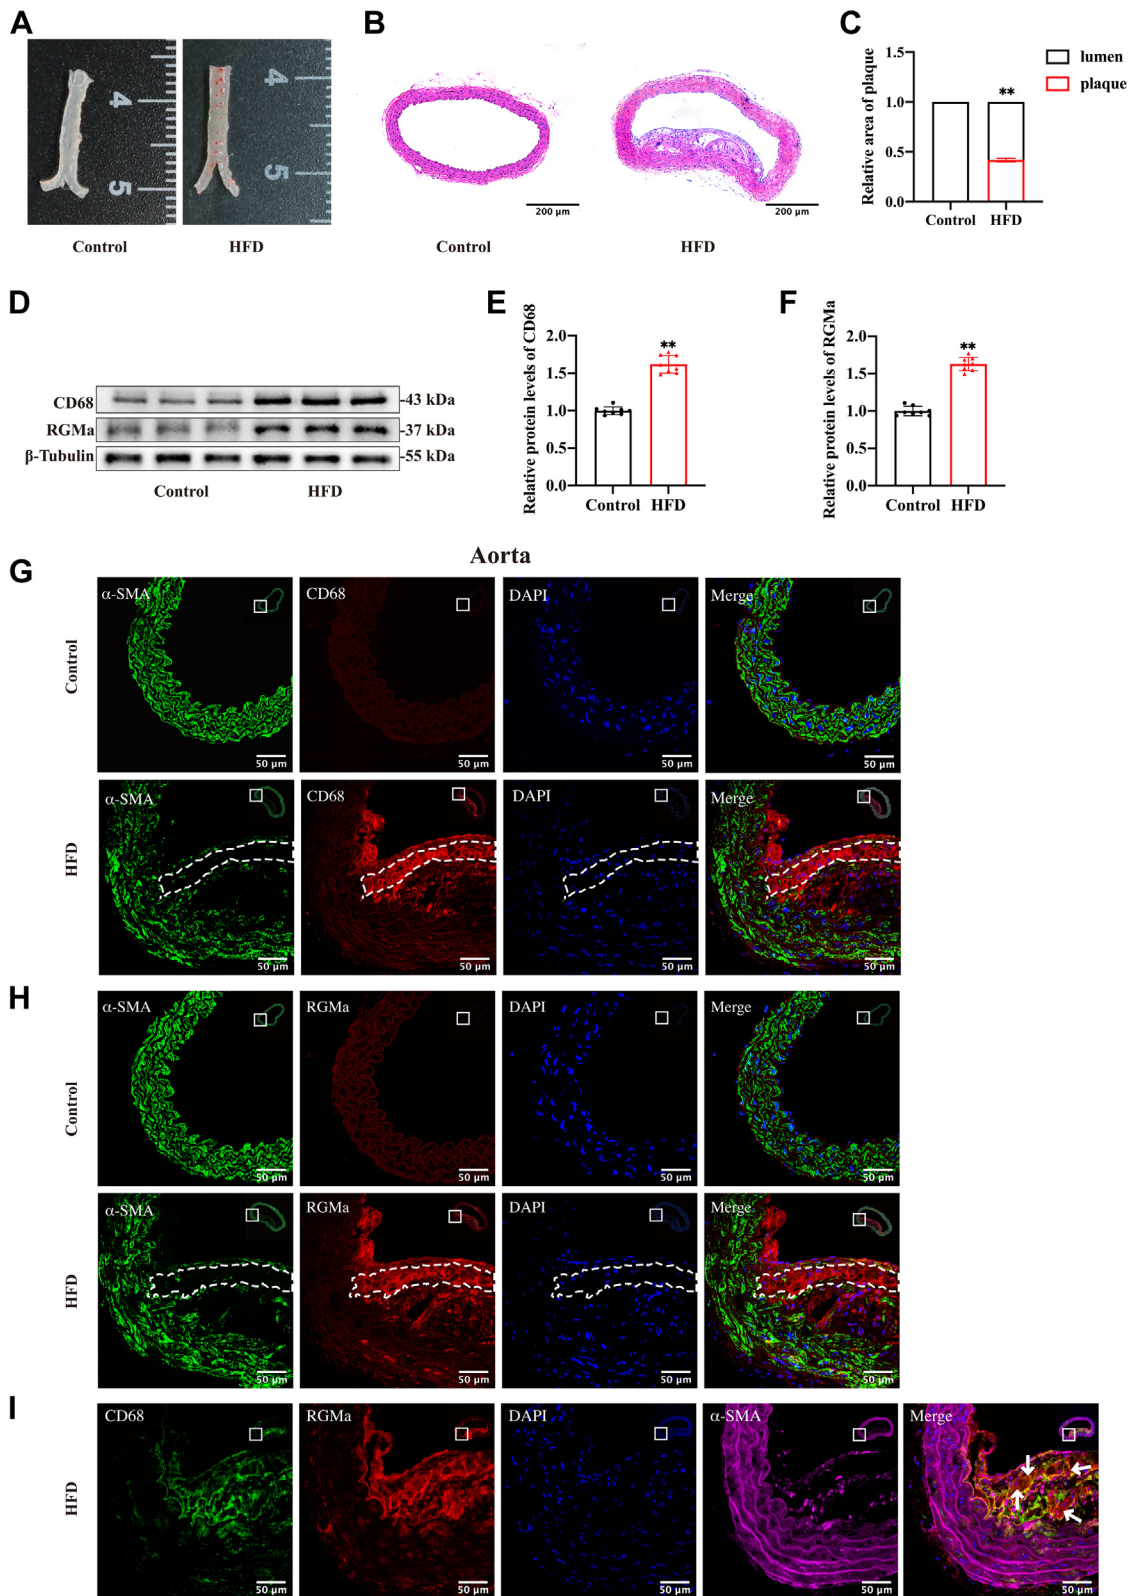 A
4
5
4
5
Control
HFD
B
200 μm
200 μm
Control
HFD
C
Relative area of plaque
1.5
1.0
0.5
0.0
**
Control
HFD
lumen
plaque
D
CD68
RGMa
β-Tubulin
-43 kDa
-37 kDa
-55 kDa
Control
HFD
E
Relative protein levels of CD68
2.0
1.5
1.0
0.5
0.0
**
Control
HFD
F
Relative protein levels of RGMa
2.0
1.5
1.0
0.5
0.0
**
Control
HFD
Aorta
G
Control
α-SMA
50 μm
CD68
50 μm
DAPI
50 μm
Merge
50 μm
HFD
α-SMA
50 μm
CD68
50 μm
DAPI
50 μm
Merge
50 μm
H
Control
α-SMA
50 μm
RGMa
50 μm
DAPI
50 μm
Merge
50 μm
HFD
α-SMA
50 μm
RGMa
50 μm
DAPI
50 μm
Merge
50 μm
I
HFD
CD68
50 μm
RGMa
50 μm
DAPI
50 μm
α-SMA
50 μm
Merge
50 μm